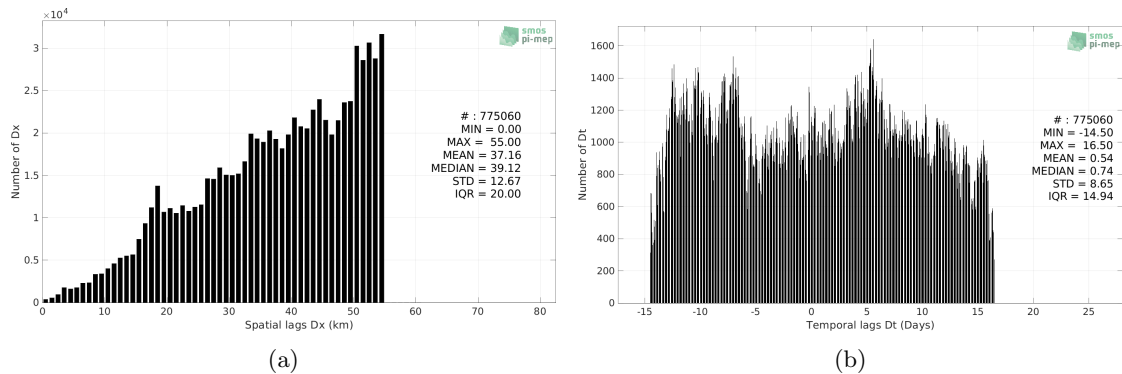 ×10⁴
3
2.5
2
1.5
1
0.5
0
Number of Dx
0 10 20 30 40 50 60 70 80
Spatial lags Dx (km)
smos
pi-mep
# : 775060
MIN = 0.00
MAX = 55.00
MEAN = 37.16
MEDIAN = 39.12
STD = 12.67
IQR = 20.00
(a)
1600
1400
1200
1000
800
600
400
200
0
Number of Dt
-15 -10 -5 0 5 10 15 20 25
Temporal lags Dt (Days)
smos
pi-mep
# : 775060
MIN = -14.50
MAX = 16.50
MEAN = 0.54
MEDIAN = 0.74
STD = 8.65
IQR = 14.94
(b)